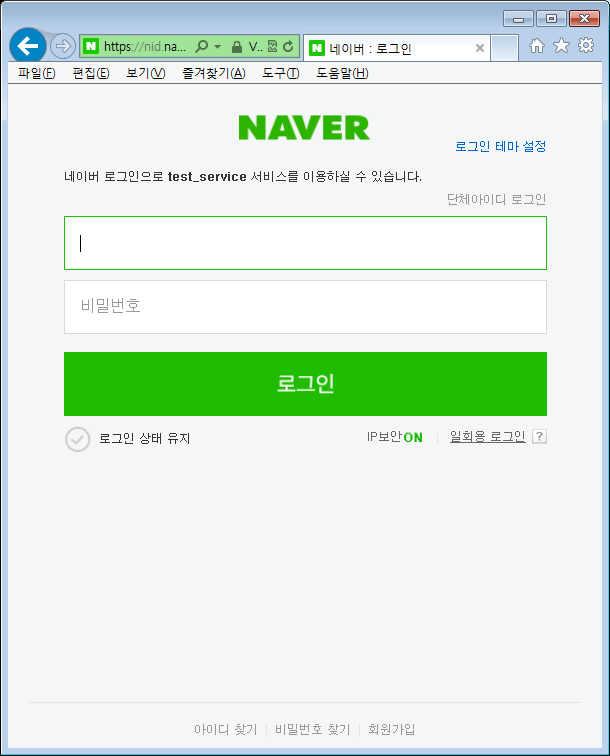 https://nid.na... V...
네이버 : 로그인
파일(F) 편집(E) 보기(V) 즐겨찾기(A) 도구(T) 도움말(H)
NAVER
로그인 테마 설정
네이버 로그인으로 test_service 서비스를 이용하실 수 있습니다.
단체아이디 로그인
비밀번호
로그인
로그인 상태 유지 IP보안 ON 일회용 로그인 ?
아이디 찾기 비밀번호 찾기 회원가입